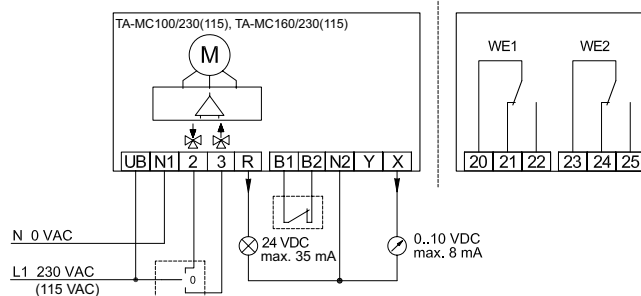 TA-MC100/230(115), TA-MC160/230(115)
M
UB N1 2 3 R B1 B2 N2 Y X
WE1 WE2
20 21 22 23 24 25
N 0 VAC
24 VDC
max. 35 mA
0..10 VDC
max. 8 mA
L1 230 VAC
(115 VAC)
0